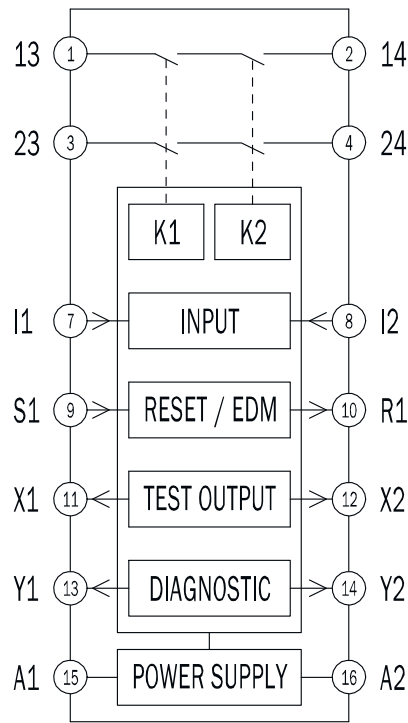 13 1 2 14
23 3 4 24
K1 K2
I1 7 INPUT 8 I2
S1 9 RESET / EDM 10 R1
X1 11 TEST OUTPUT 12 X2
Y1 13 DIAGNOSTIC 14 Y2
A1 15 POWER SUPPLY 16 A2